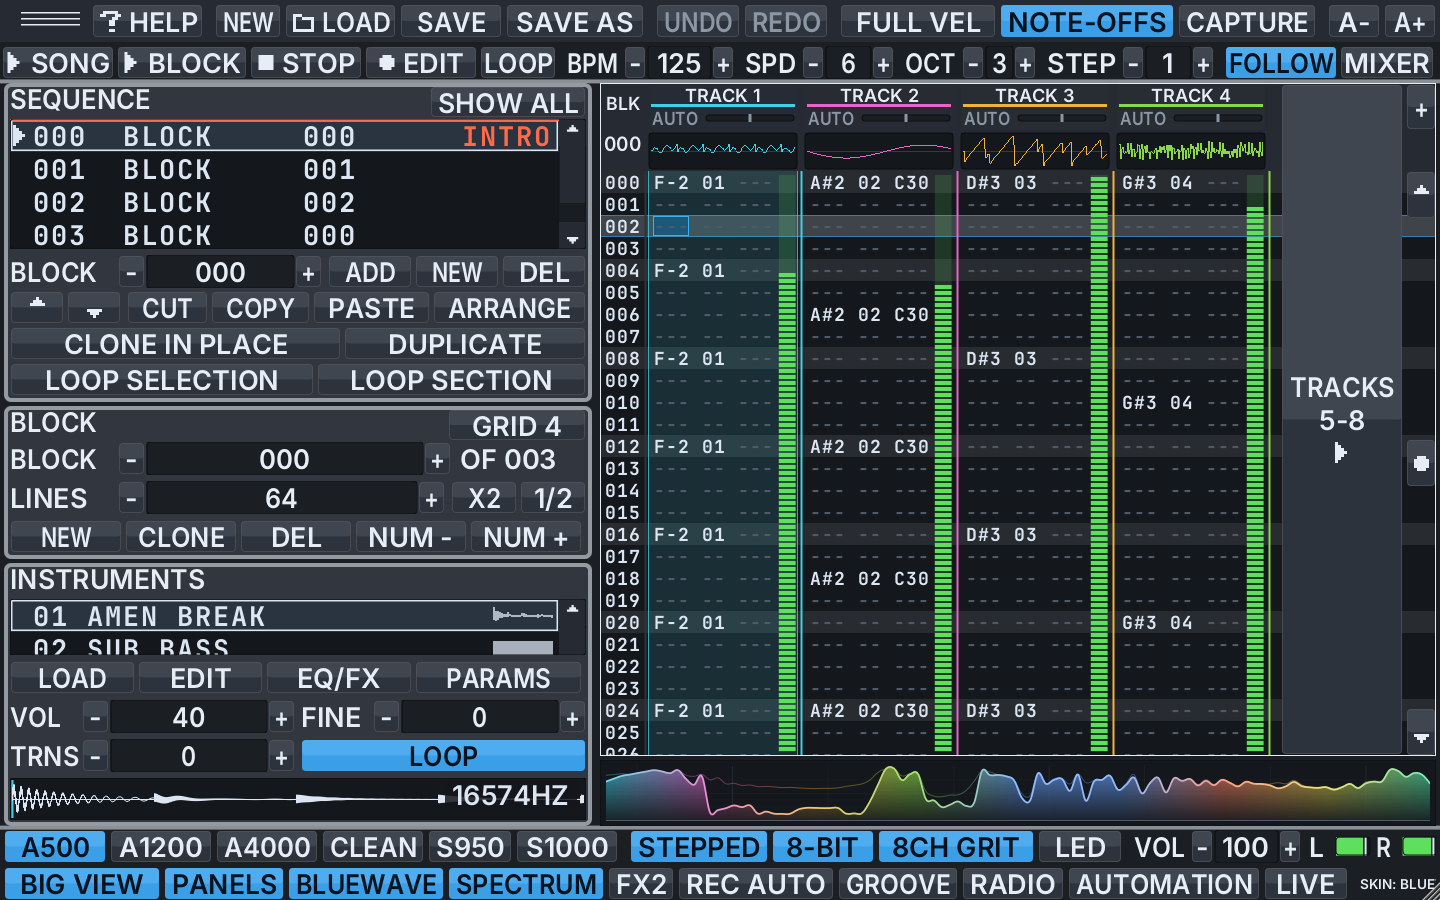 ? HELP NEW LOAD SAVE SAVE AS UNDO REDO FULL VEL NOTE-OFFS CAPTURE A- A+
SONG BLOCK STOP EDIT LOOP BPM - 125 + SPD - 6 + OCT - 3 + STEP - 1 + FOLLOW MIXER
SEQUENCE SHOW ALL
000 BLOCK 000 INTRO
001 BLOCK 001
002 BLOCK 002
003 BLOCK 000
BLOCK - 000 + ADD NEW DEL
CUT COPY PASTE ARRANGE
CLONE IN PLACE DUPLICATE
LOOP SELECTION LOOP SECTION
BLOCK GRID 4
BLOCK - 000 + OF 003
LINES - 64 + X2 1/2
NEW CLONE DEL NUM - NUM +
INSTRUMENTS
01 AMEN BREAK
02 SUB BASS
LOAD EDIT EQ/FX PARAMS
VOL - 40 + FINE - 0 +
TRNS - 0 + LOOP
16574HZ
BLK TRACK 1 TRACK 2 TRACK 3 TRACK 4 +
AUTO AUTO AUTO AUTO
000
000 F-2 01 --- A#2 02 C30 D#3 03 --- G#3 04 ---
001 --- -- --- --- -- --- --- -- --- --- -- ---
002 --- -- --- --- -- --- --- -- --- --- -- ---
003 --- -- --- --- -- --- --- -- --- --- -- ---
004 F-2 01 --- --- -- --- --- -- --- --- -- ---
005 --- -- --- --- -- --- --- -- --- --- -- ---
006 --- -- --- A#2 02 C30 --- -- --- --- -- ---
007 --- -- --- --- -- --- --- -- --- --- -- ---
008 F-2 01 --- --- -- --- D#3 03 --- --- -- ---
009 --- -- --- --- -- --- --- -- --- --- -- ---
010 --- -- --- --- -- --- --- -- --- G#3 04 ---
011 --- -- --- --- -- --- --- -- --- --- -- ---
012 F-2 01 --- A#2 02 C30 D#3 03 --- --- -- ---
013 --- -- --- --- -- --- --- -- --- --- -- ---
014 --- -- --- --- -- --- --- -- --- --- -- ---
015 --- -- --- --- -- --- --- -- --- --- -- ---
016 F-2 01 --- --- -- --- D#3 03 --- --- -- ---
017 --- -- --- --- -- --- --- -- --- --- -- ---
018 --- -- --- A#2 02 C30 --- -- --- --- -- ---
019 --- -- --- --- -- --- --- -- --- --- -- ---
020 F-2 01 --- --- -- --- --- -- --- G#3 04 ---
021 --- -- --- --- -- --- --- -- --- --- -- ---
022 --- -- --- --- -- --- --- -- --- --- -- ---
023 --- -- --- --- -- --- --- -- --- --- -- ---
024 F-2 01 --- A#2 02 C30 D#3 03 --- --- -- ---
025 --- -- --- --- -- --- --- -- --- --- -- ---
026
TRACKS
5-8
A500 A1200 A4000 CLEAN S950 S1000 STEPPED 8-BIT 8CH GRIT LED VOL - 100 + L R
BIG VIEW PANELS BLUEWAVE SPECTRUM FX2 REC AUTO GROOVE RADIO AUTOMATION LIVE SKIN: BLUE